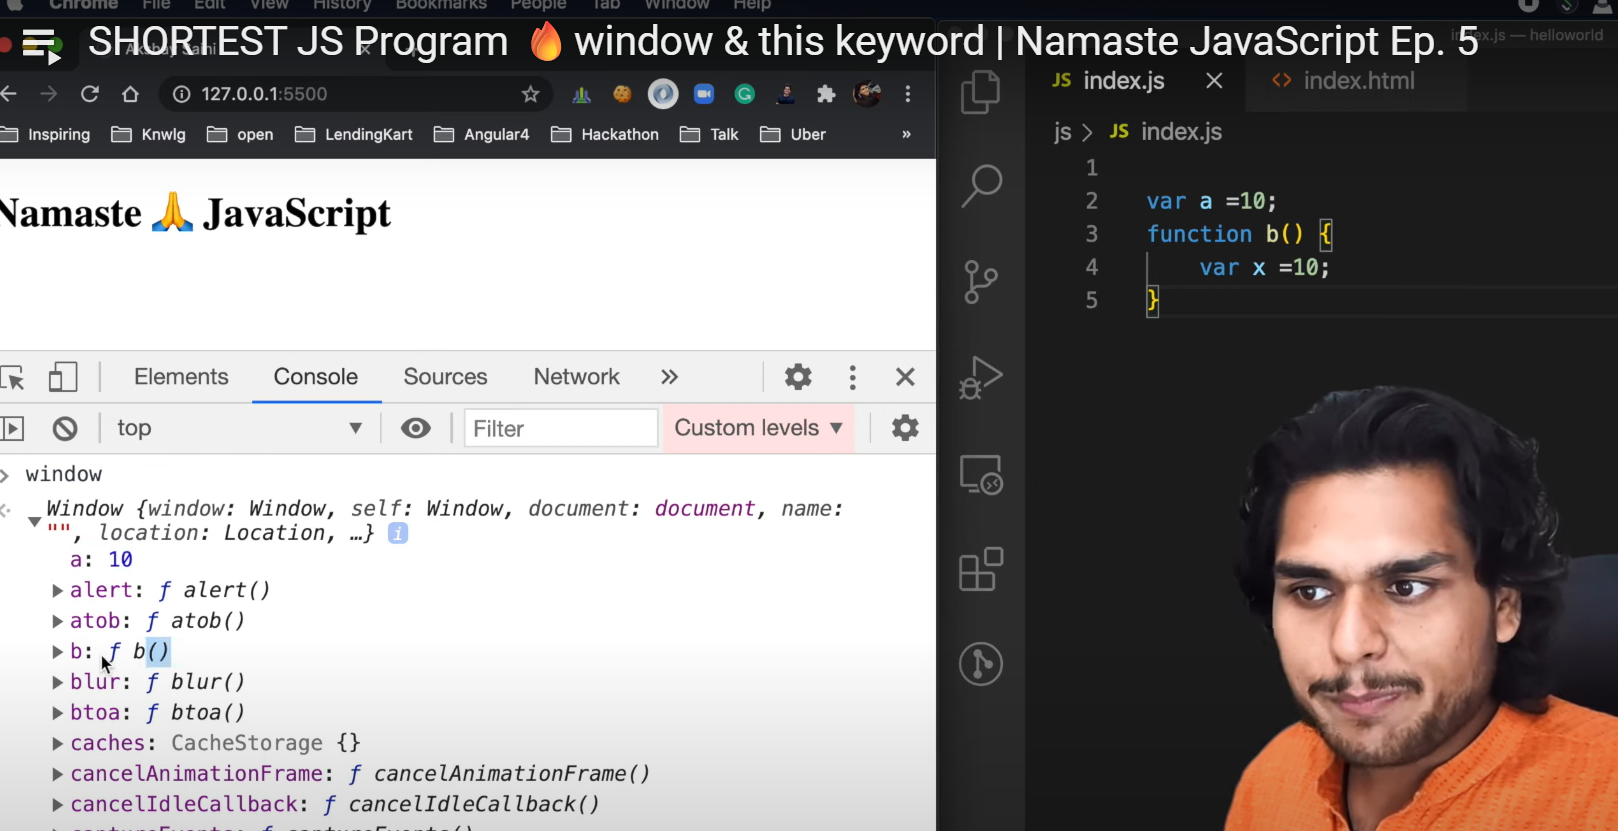 Chrome File Edit View History Bookmarks People Tab Window Help
SHORTEST JS Program 🔥 window & this keyword | Namaste JavaScript Ep. 5
index.js — helloworld
127.0.0.1:5500
Inspiring Knwlg open LendingKart Angular4 Hackathon Talk Uber »
Namaste 🙏 JavaScript
Elements Console Sources Network »
top Filter Custom levels ▼
> window
Window {window: Window, self: Window, document: document, name:
"", location: Location, …} i
a: 10
alert: ƒ alert()
atob: ƒ atob()
b: ƒ b()
blur: ƒ blur()
btoa: ƒ btoa()
caches: CacheStorage {}
cancelAnimationFrame: ƒ cancelAnimationFrame()
cancelIdleCallback: ƒ cancelIdleCallback()
JS index.js × <> index.html
js > JS index.js
1
2 var a =10;
3 function b() {
4 var x =10;
5 }